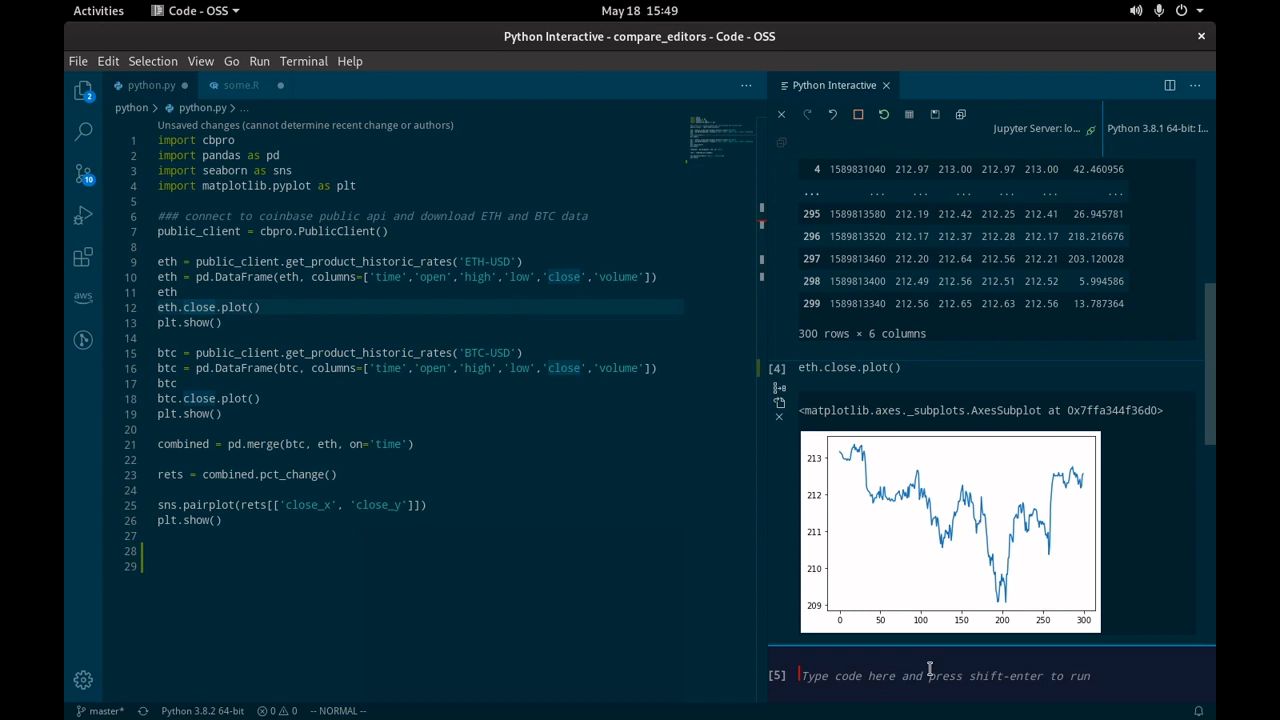 Activities
Code - OSS
May 18 15:49
Python Interactive - compare_editors - Code - OSS
File Edit Selection View Go Run Terminal Help
python.py
some.R
python > python.py > ...
Unsaved changes (cannot determine recent change or authors)
1 import cbpro
2 import pandas as pd
3 import seaborn as sns
4 import matplotlib.pyplot as plt
5
6 ### connect to coinbase public api and download ETH and BTC data
7 public_client = cbpro.PublicClient()
8
9 eth = public_client.get_product_historic_rates('ETH-USD')
10 eth = pd.DataFrame(eth, columns=['time','open','high','low','close','volume'])
11 eth
12 eth.close.plot()
13 plt.show()
14
15 btc = public_client.get_product_historic_rates('BTC-USD')
16 btc = pd.DataFrame(btc, columns=['time','open','high','low','close','volume'])
17 btc
18 btc.close.plot()
19 plt.show()
20
21 combined = pd.merge(btc, eth, on='time')
22
23 rets = combined.pct_change()
24
25 sns.pairplot(rets[['close_x', 'close_y']])
26 plt.show()
27
28
29
2
10
aws
Python Interactive
Jupyter Server: lo...
Python 3.8.1 64-bit: I...
4 1589831040 212.97 213.00 212.97 213.00 42.460956
... ... ... ... ... ... ...
295 1589813580 212.19 212.42 212.25 212.41 26.945781
296 1589813520 212.17 212.37 212.28 212.17 218.216676
297 1589813460 212.20 212.64 212.56 212.21 203.120028
298 1589813400 212.49 212.56 212.51 212.52 5.994586
299 1589813340 212.56 212.65 212.63 212.56 13.787364
300 rows × 6 columns
[4] eth.close.plot()
<matplotlib.axes._subplots.AxesSubplot at 0x7ffa344f36d0>
213
212
211
210
209
0 50 100 150 200 250 300
[5] Type code here and press shift-enter to run
master* Python 3.8.2 64-bit 0 0 -- NORMAL --